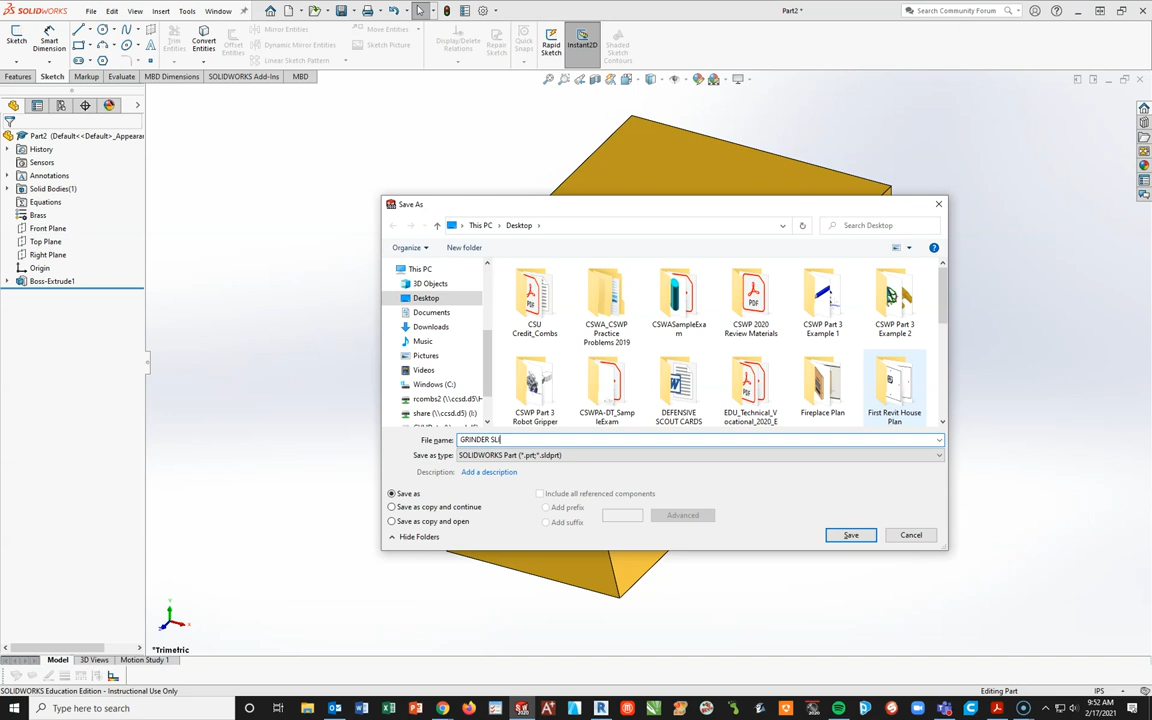 SOLIDWORKS File Edit View Insert Tools Window Part2 * Search Community Forum
Sketch Smart Dimension Trim Entities Convert Entities Offset Entities Mirror Entities Dynamic Mirror Entities Linear Sketch Pattern Move Entities Sketch Picture Display/Delete Relations Repair Sketch Quick Snaps Rapid Sketch Instant2D Shaded Sketch Contours
Features Sketch Markup Evaluate MBD Dimensions SOLIDWORKS Add-Ins MBD
Part2 (Default<<Default>_Appearar
History
Sensors
Annotations
Solid Bodies(1)
Equations
Brass
Front Plane
Top Plane
Right Plane
Origin
Boss-Extrude1
Save As
This PC > Desktop >
Search Desktop
Organize New folder
This PC
3D Objects
Desktop
Documents
Downloads
Music
Pictures
Videos
Windows (C:)
rcombs2 (\\ccsd.d5) (\H
share (\\ccsd.d5) (I:)
CSU Credit_Combs
CSWA_CSWP Practice Problems 2019
CSWASampleExam
CSWP 2020 Review Materials
CSWP Part 3 Example 1
CSWP Part 3 Example 2
CSWP Part 3 Robot Gripper
CSWPA-DT_SampleExam
DEFENSIVE SCOUT CARDS
EDU_Technical_Vocational_2020_E
Fireplace Plan
First Revit House Plan
File name: GRINDER SLI
Save as type: SOLIDWORKS Part (*.prt;*.sldprt)
Description: Add a description
Save as
Save as copy and continue
Save as copy and open
Include all referenced components
Add prefix
Add suffix
Advanced
Hide Folders
Save Cancel
*Trimetric
Model 3D Views Motion Study 1
SOLIDWORKS Education Edition - Instructional Use Only Editing Part IPS
Type here to search
9:52 AM
2/17/2021